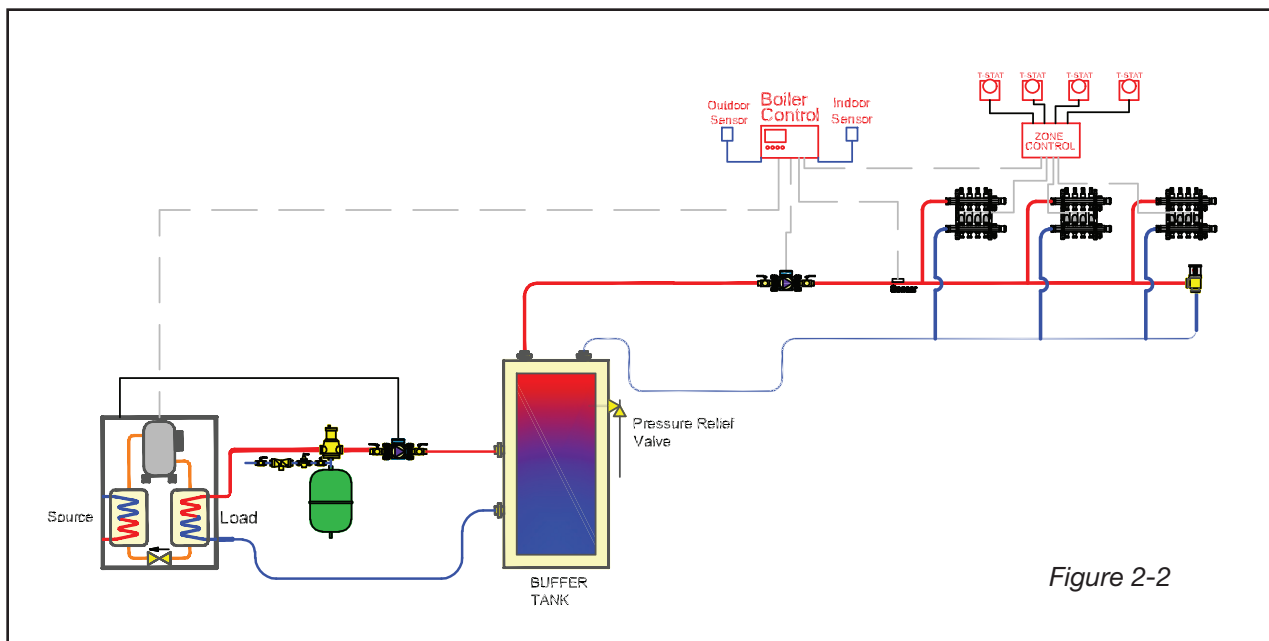 T-STAT T-STAT T-STAT T-STAT
Outdoor
Sensor
Boiler
Control
Indoor
Sensor
ZONE
CONTROL
Sensor
Pressure Relief
Valve
Source
Load
BUFFER
TANK
Figure 2-2